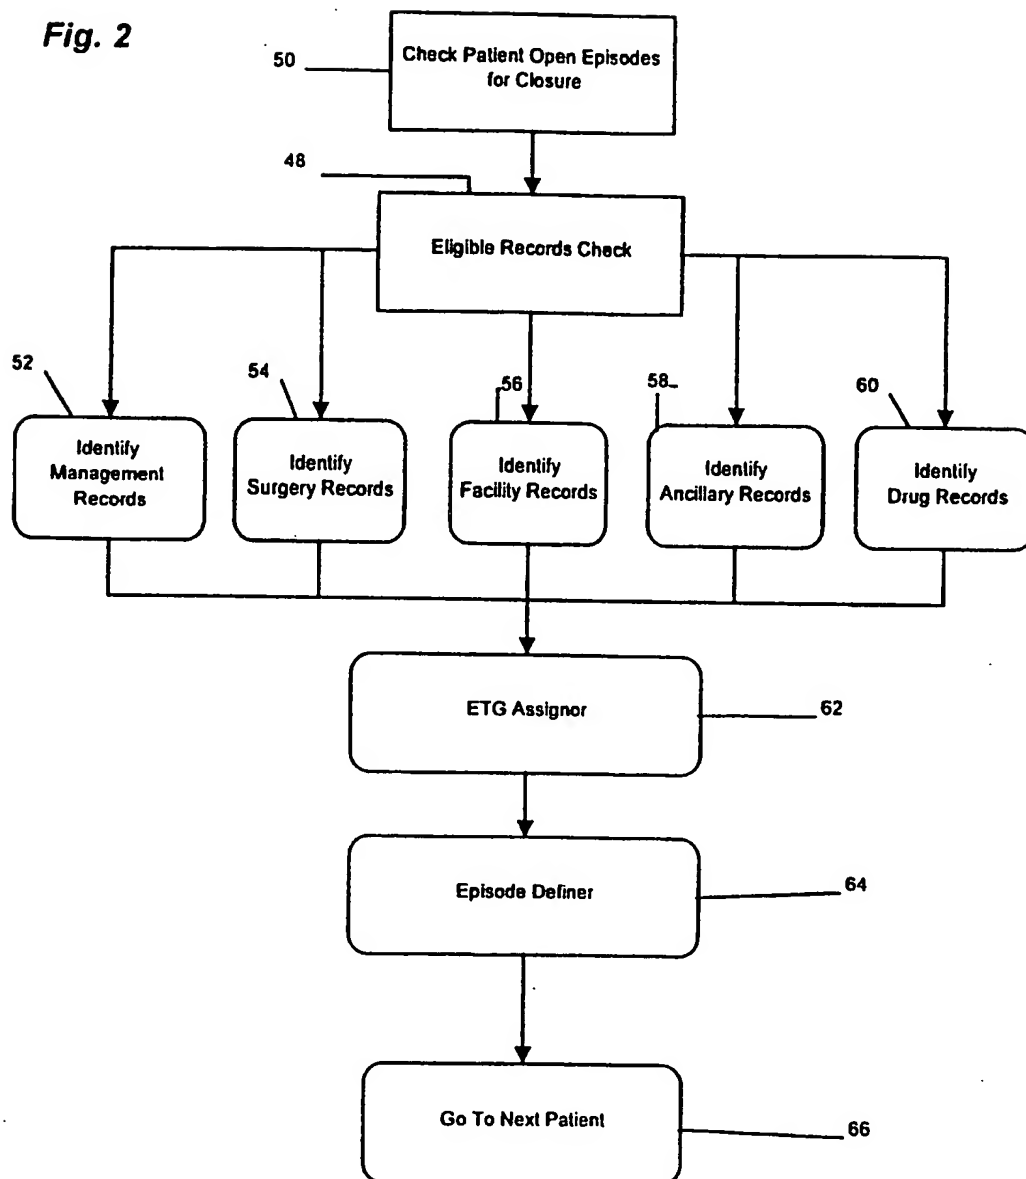 Fig. 2
50
Check Patient Open Episodes
for Closure
48
Eligible Records Check
52
54
56
58
60
Identify
Management
Records
Identify
Surgery Records
Identify
Facility Records
Identify
Ancillary Records
Identify
Drug Records
ETG Assignor
62
Episode Definer
64
Go To Next Patient
66